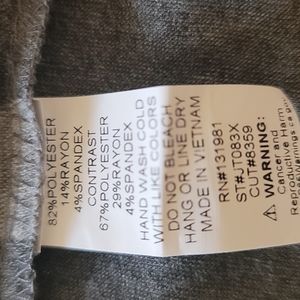 82%POLYESTER
14%RAYON
4%SPANDEX
CONTRAST
67%POLYESTER
29%RAYON
4%SPANDEX
HAND WASH COLD
WITH LIKE COLORS
DO NOT BLEACH
HANG OR LINE DRY
MADE IN VIETNAM
RN#131981
ST#JT083X
CUT#8359
⚠WARNING:
Cancer and
Reproductive Harm